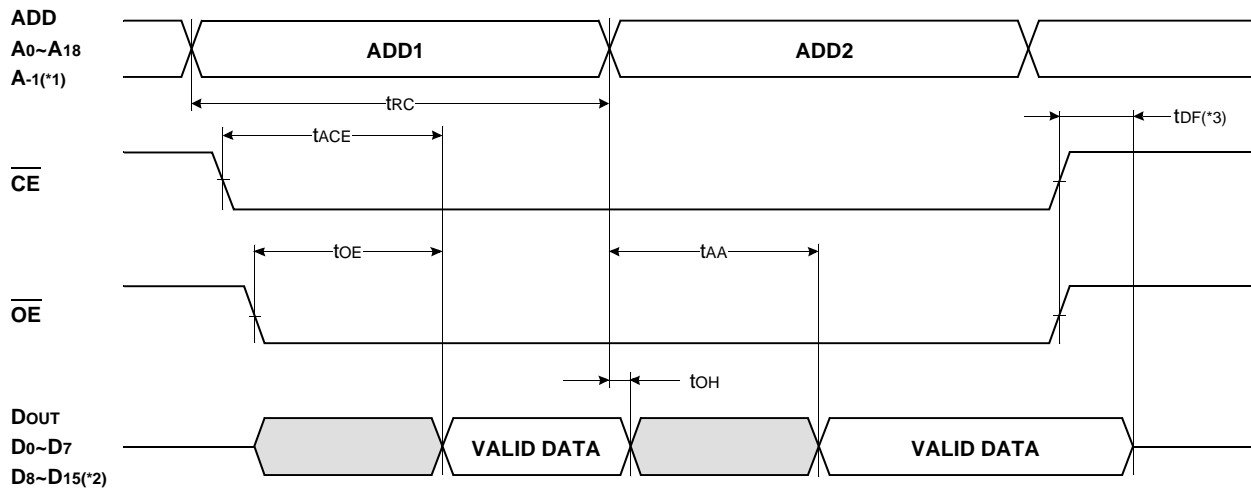 ADD
A0~A18
A-1(*1)
ADD1
ADD2
tRC
tDF(*3)
tACE
CE
tOE
tAA
OE
tOH
DOUT
D0~D7
D8~D15(*2)
VALID DATA
VALID DATA